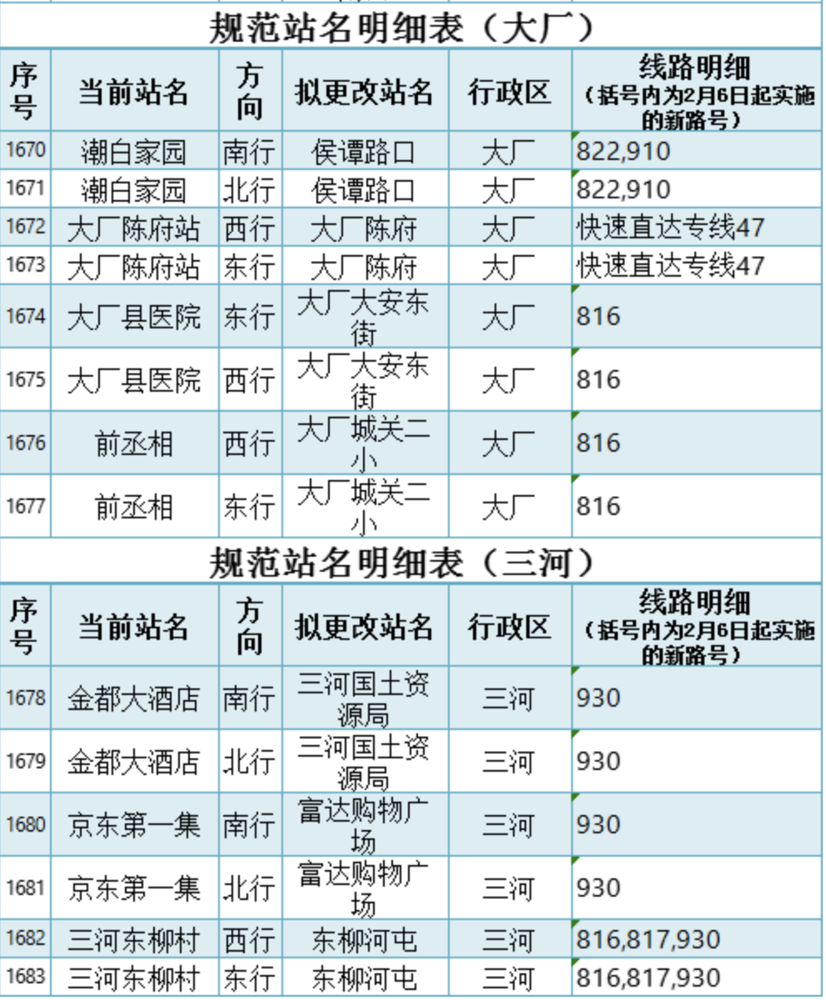 规范站名明细表（大厂）
序号 当前站名 方向 拟更改站名 行政区 线路明细（括号内为2月6日起实施的新路号）
1670 潮白家园 南行 侯谭路口 大厂 822,910
1671 潮白家园 北行 侯谭路口 大厂 822,910
1672 大厂陈府站 西行 大厂陈府 大厂 快速直达专线47
1673 大厂陈府站 东行 大厂陈府 大厂 快速直达专线47
1674 大厂县医院 东行 大厂大安东街 大厂 816
1675 大厂县医院 西行 大厂大安东街 大厂 816
1676 前丞相 西行 大厂城关二小 大厂 816
1677 前丞相 东行 大厂城关二小 大厂 816
规范站名明细表（三河）
序号 当前站名 方向 拟更改站名 行政区 线路明细（括号内为2月6日起实施的新路号）
1678 金都大酒店 南行 三河国土资源局 三河 930
1679 金都大酒店 北行 三河国土资源局 三河 930
1680 京东第一集 南行 富达购物广场 三河 930
1681 京东第一集 北行 富达购物广场 三河 930
1682 三河东柳村 西行 东柳河屯 三河 816,817,930
1683 三河东柳村 东行 东柳河屯 三河 816,817,930